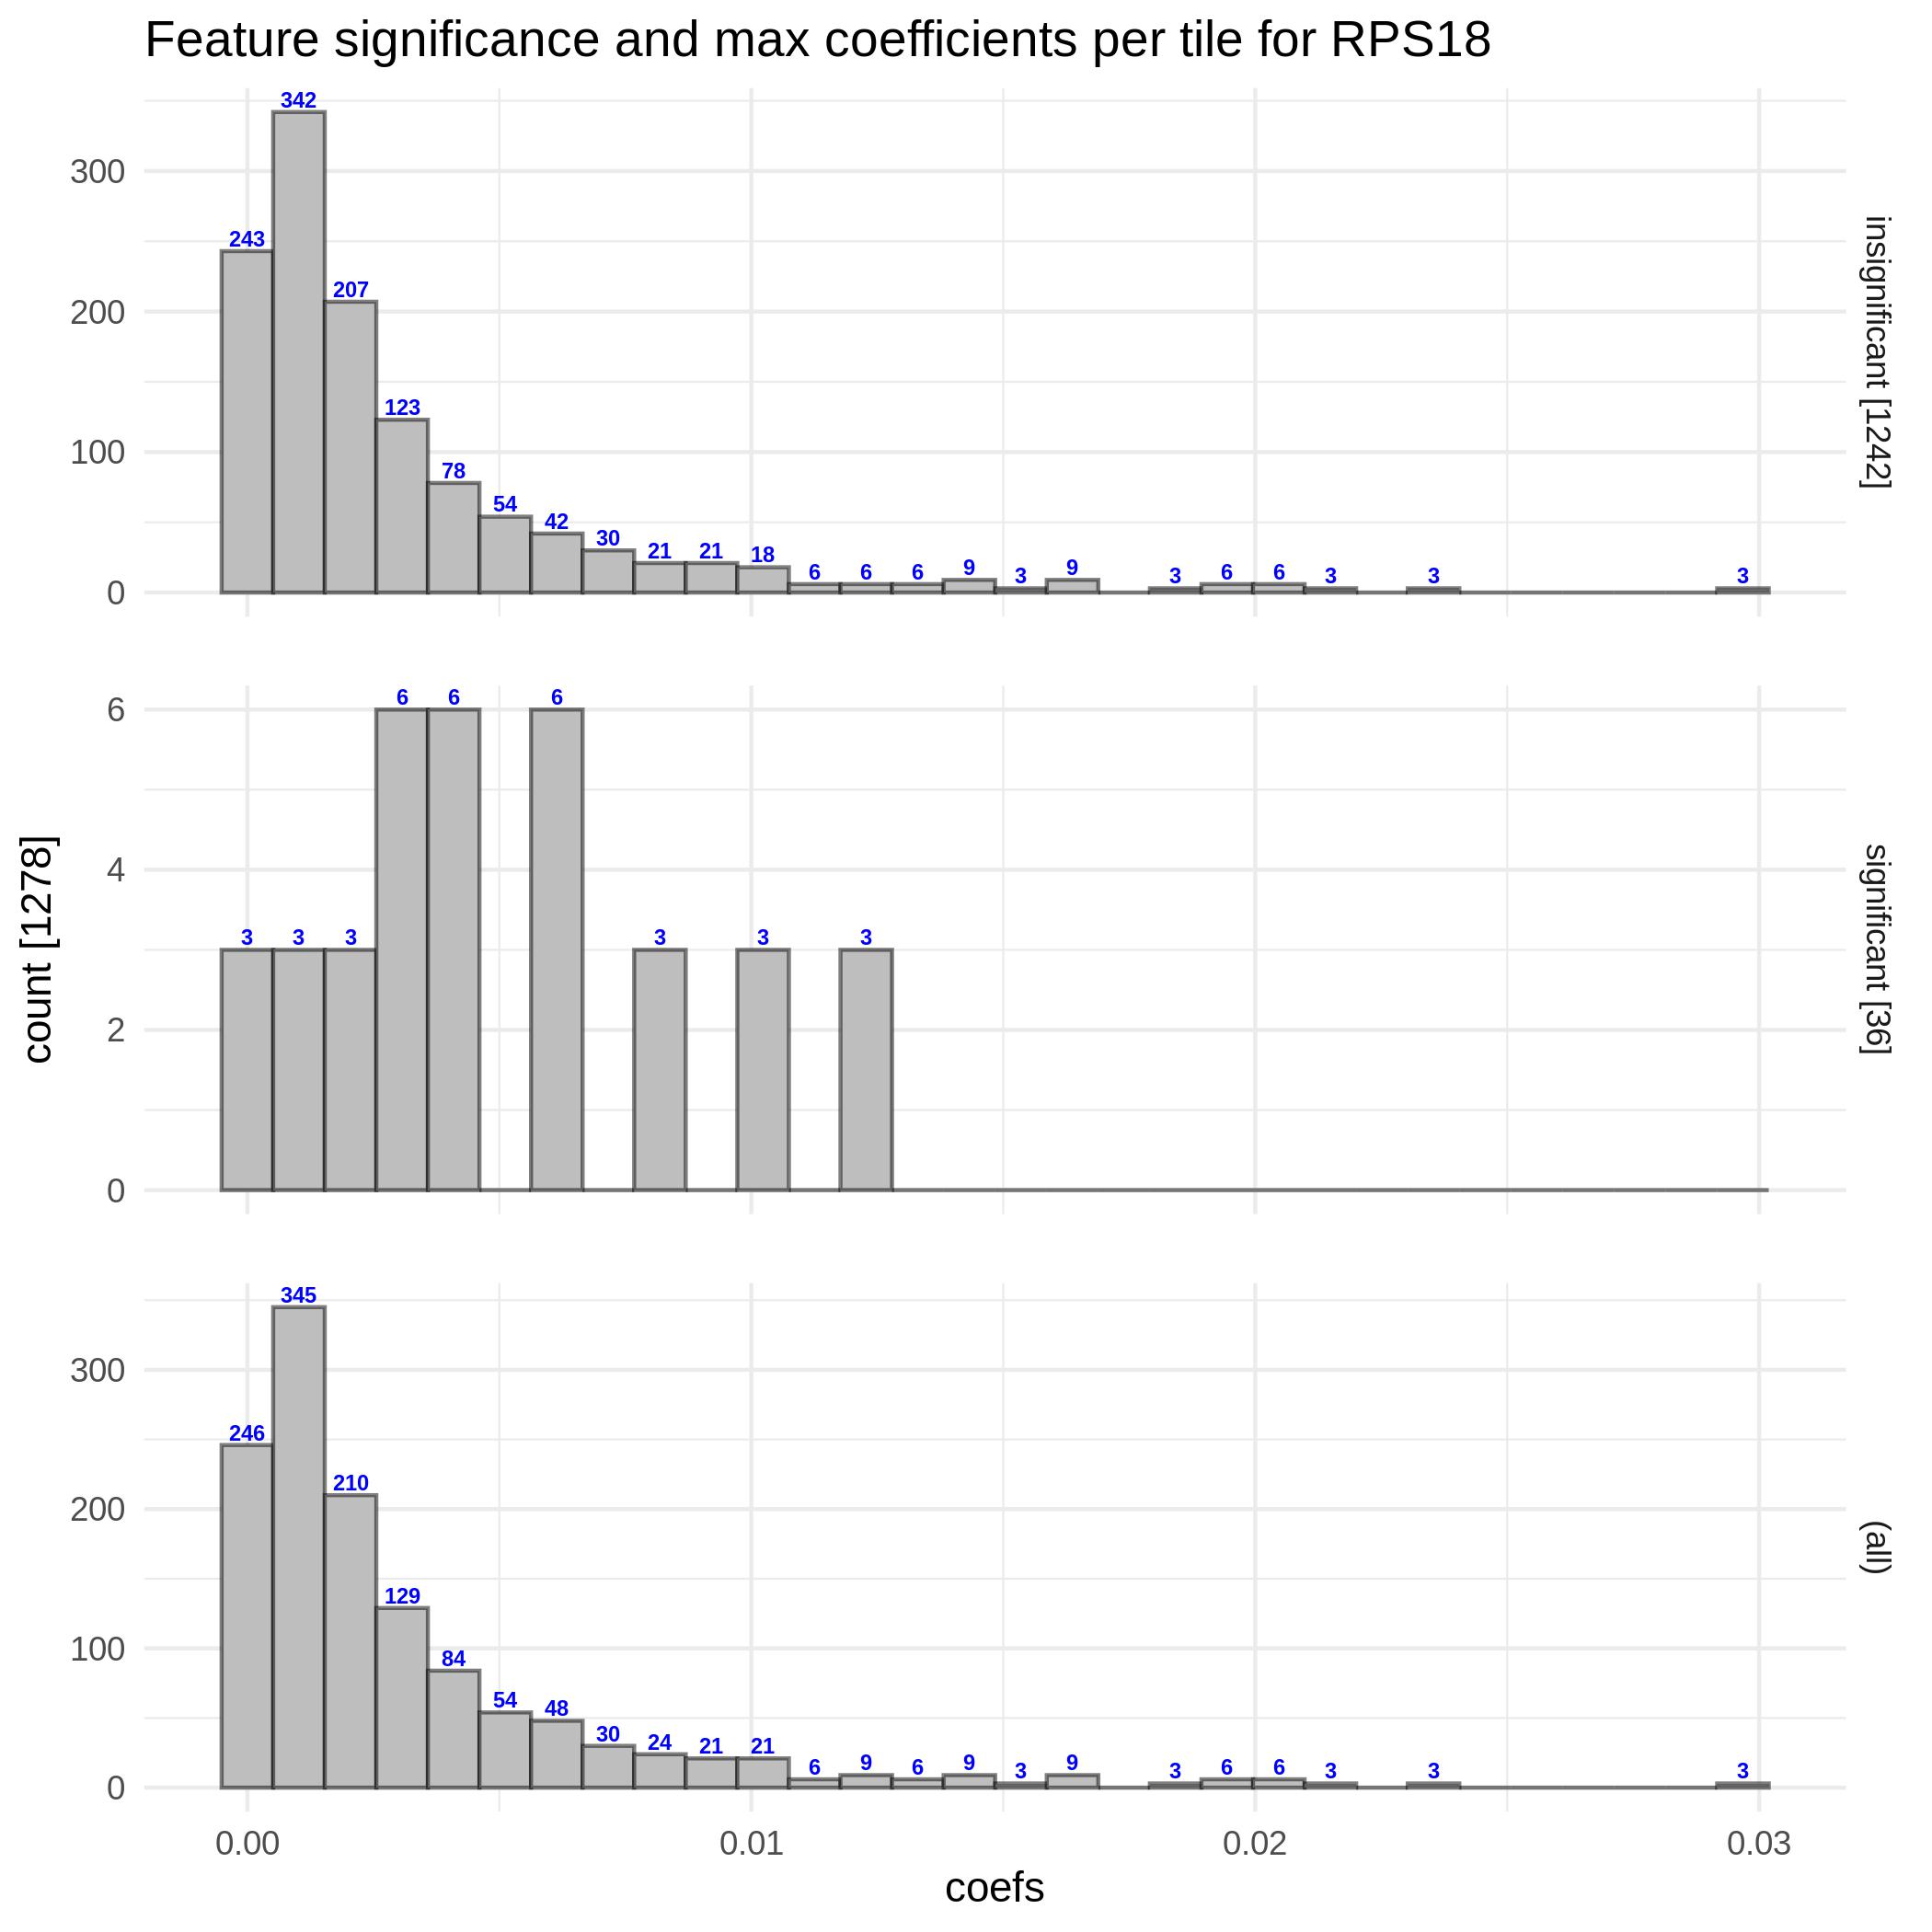 Feature significance and max coefficients per tile for RPS18
342
300
243
207
200
123
100
78
54
42
30
21 21 18
6 6 6 9 3 9 3 6 6 3 3 3
0
insignificant [1242]
6 6 6
6
4
3 3 3 3 3 3
2
0
significant [36]
count [1278]
345
300
246
210
200
129
100
84
54 48
30 24 21 21
6 9 6 9 3 9 3 6 6 3 3 3
0
(all)
0.00 0.01 0.02 0.03
coefs